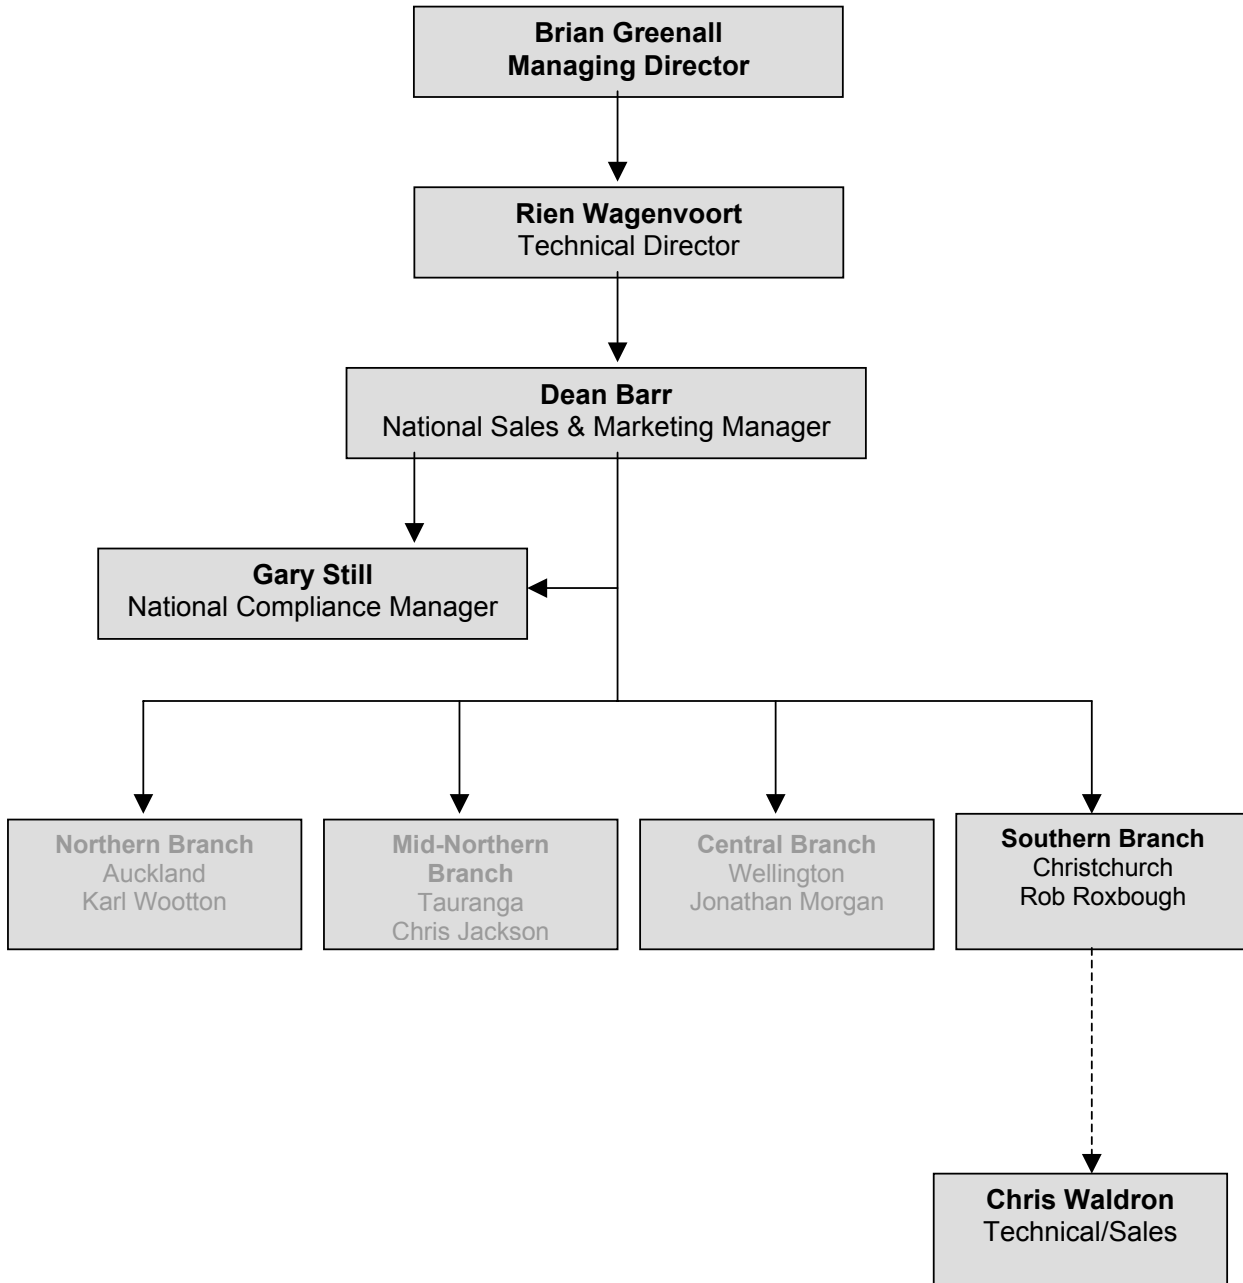 Brian Greenall
Managing Director
Rien Wagenvoort
Technical Director
Dean Barr
National Sales & Marketing Manager
Gary Still
National Compliance Manager
Northern Branch
Auckland
Karl Wootton
Mid-Northern
Branch
Tauranga
Chris Jackson
Central Branch
Wellington
Jonathan Morgan
Southern Branch
Christchurch
Rob Roxbough
Chris Waldron
Technical/Sales